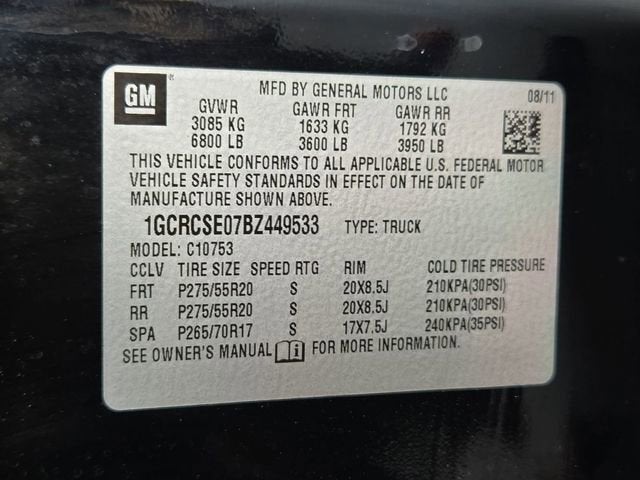 GM ®
MFD BY GENERAL MOTORS LLC
08/11
GVWR GAWR FRT GAWR RR
3085 KG 1633 KG 1792 KG
6800 LB 3600 LB 3950 LB
THIS VEHICLE CONFORMS TO ALL APPLICABLE U.S. FEDERAL MOTOR
VEHICLE SAFETY STANDARDS IN EFFECT ON THE DATE OF
MANUFACTURE SHOWN ABOVE.
1GCRCSE07BZ449533 TYPE: TRUCK
MODEL: C10753
CCLV TIRE SIZE SPEED RTG RIM COLD TIRE PRESSURE
FRT P275/55R20 S 20X8.5J 210KPA(30PSI)
RR P275/55R20 S 20X8.5J 210KPA(30PSI)
SPA P265/70R17 S 17X7.5J 240KPA(35PSI)
SEE OWNER'S MANUAL i FOR MORE INFORMATION.